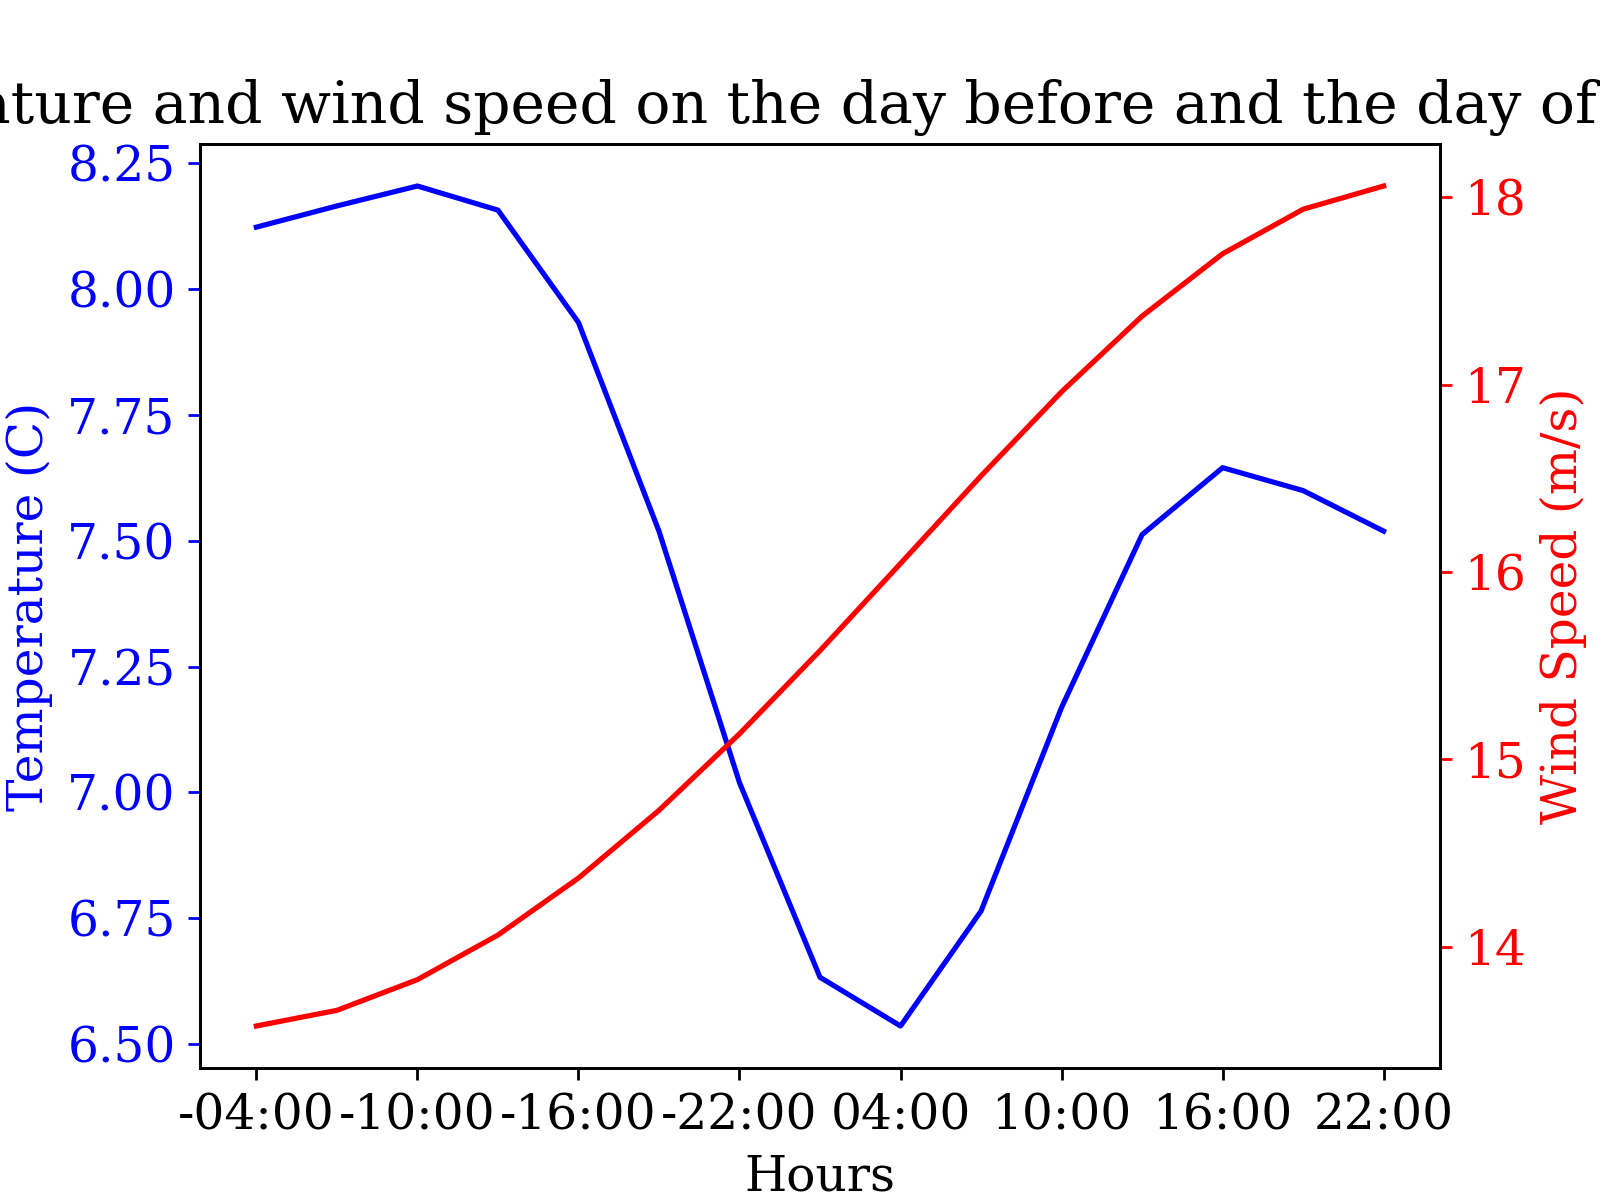 ature and wind speed on the day before and the day of
8.25
8.00
7.75
7.50
7.25
7.00
6.75
6.50
Temperature (C)
18
17
16
15
14
Wind Speed (m/s)
-04:00 -10:00 -16:00 -22:00 04:00 10:00 16:00 22:00
Hours